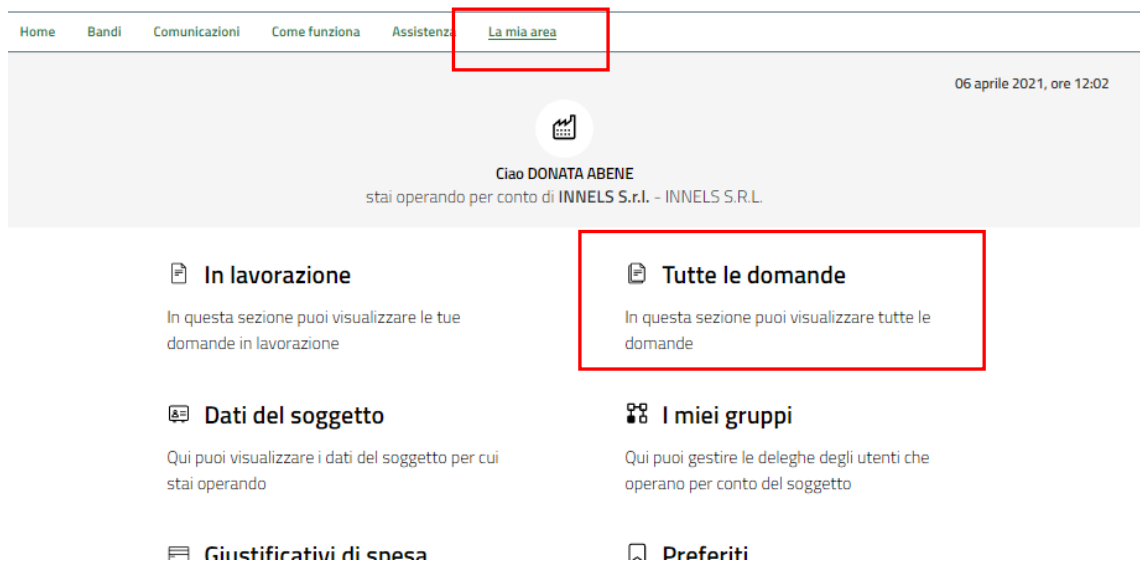 Home Bandi Comunicazioni Come funziona Assistenza La mia area
06 aprile 2021, ore 12:02
Ciao DONATA ABENE
stai operando per conto di INNELS S.r.l. - INNELS S.R.L.
In lavorazione
In questa sezione puoi visualizzare le tue
domande in lavorazione
Tutte le domande
In questa sezione puoi visualizzare tutte le
domande
Dati del soggetto
Qui puoi visualizzare i dati del soggetto per cui
stai operando
I miei gruppi
Qui puoi gestire le deleghe degli utenti che
operano per conto del soggetto
Giustificativi di spesa
Preferiti